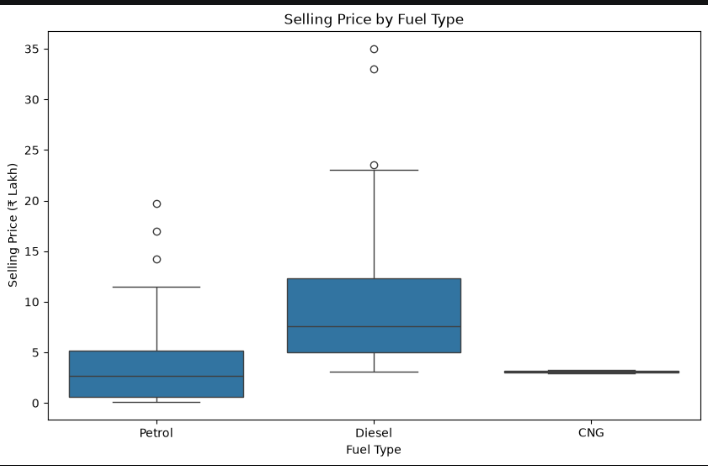 Selling Price by Fuel Type
Selling Price (₹ Lakh)
35
30
25
20
15
10
5
0
Petrol
Diesel
CNG
Fuel Type